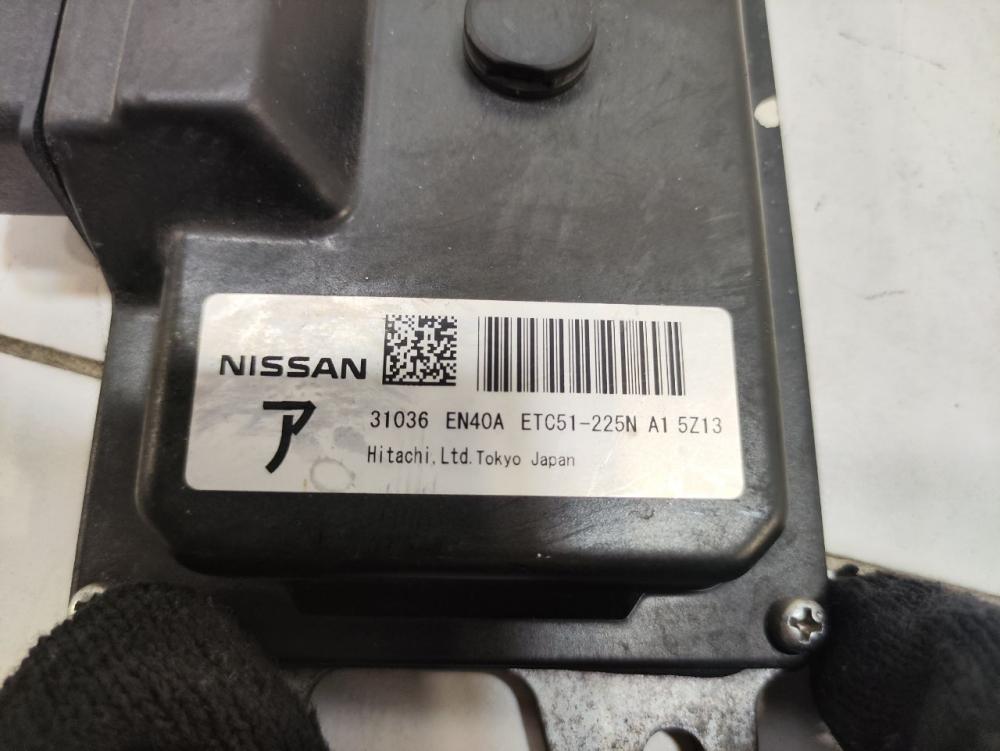 NISSAN
ア
31036 EN40A ETC51-225N A1 5Z13
Hitachi,Ltd.Tokyo Japan